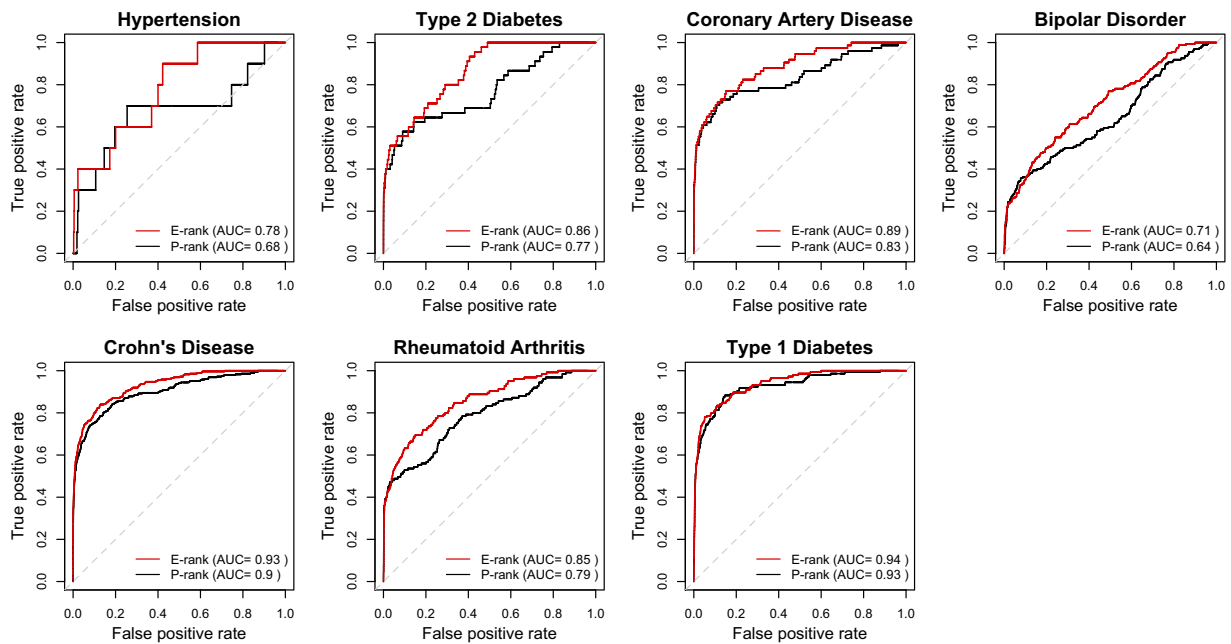 Hypertension
True positive rate
0.0 0.2 0.4 0.6 0.8 1.0
E-rank (AUC= 0.78 )
P-rank (AUC= 0.68 )
0.0 0.2 0.4 0.6 0.8 1.0
False positive rate
Type 2 Diabetes
True positive rate
0.0 0.2 0.4 0.6 0.8 1.0
E-rank (AUC= 0.86 )
P-rank (AUC= 0.77 )
0.0 0.2 0.4 0.6 0.8 1.0
False positive rate
Coronary Artery Disease
True positive rate
0.0 0.2 0.4 0.6 0.8 1.0
E-rank (AUC= 0.89 )
P-rank (AUC= 0.83 )
0.0 0.2 0.4 0.6 0.8 1.0
False positive rate
Bipolar Disorder
True positive rate
0.0 0.2 0.4 0.6 0.8 1.0
E-rank (AUC= 0.71 )
P-rank (AUC= 0.64 )
0.0 0.2 0.4 0.6 0.8 1.0
False positive rate
Crohn's Disease
True positive rate
0.0 0.2 0.4 0.6 0.8 1.0
E-rank (AUC= 0.93 )
P-rank (AUC= 0.9 )
0.0 0.2 0.4 0.6 0.8 1.0
False positive rate
Rheumatoid Arthritis
True positive rate
0.0 0.2 0.4 0.6 0.8 1.0
E-rank (AUC= 0.85 )
P-rank (AUC= 0.79 )
0.0 0.2 0.4 0.6 0.8 1.0
False positive rate
Type 1 Diabetes
True positive rate
0.0 0.2 0.4 0.6 0.8 1.0
E-rank (AUC= 0.94 )
P-rank (AUC= 0.93 )
0.0 0.2 0.4 0.6 0.8 1.0
False positive rate